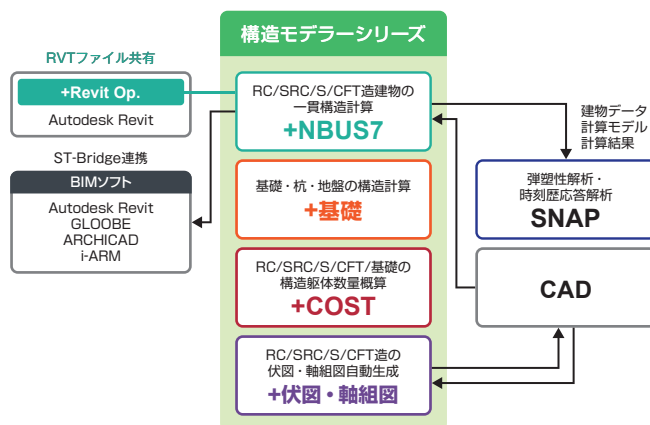 構造モデラーシリーズ
RVTファイル共有
+Revit Op.
Autodesk Revit
ST-Bridge連携
BIMソフト
Autodesk Revit
GLOOBE
ARCHICAD
i-ARM
RC/SRC/S/CFT造建物の
一貫構造計算
+NBUS7
基礎・杭・地盤の構造計算
+基礎
RC/SRC/S/CFT/基礎の
構造躯体数量概算
+COST
RC/SRC/S/CFT造の
伏図・軸組図自動生成
+伏図・軸組図
建物データ
計算モデル
計算結果
弾塑性解析・
時刻歴応答解析
SNAP
CAD